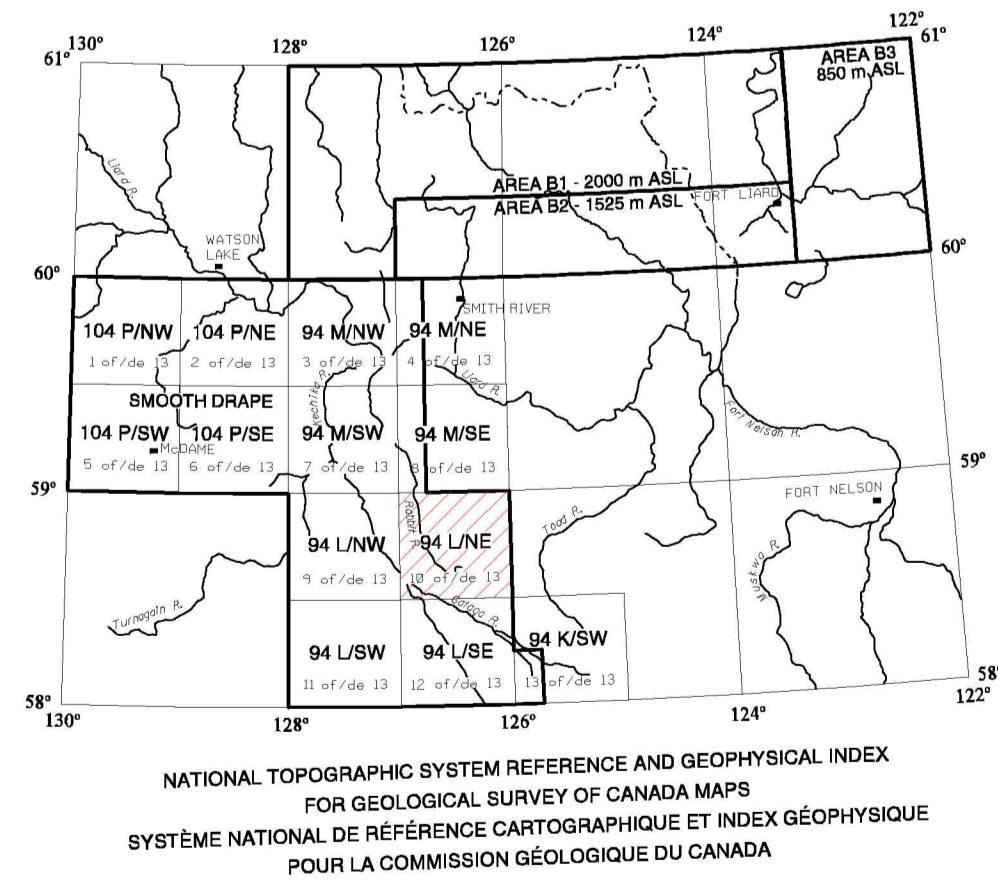 130° 128° 126° 124° 122°
61° 61°
AREA B3
850 m ASL
Liard R.
AREA B1 - 2000 m ASL
AREA B2 - 1525 m ASL
FORT LIARD
WATSON
LAKE
60° 60°
SMITH RIVER
104 P/NW 104 P/NE 94 M/NW 94 M/NE
1 of/de 13 2 of/de 13 3 of/de 13 4 of/de 13
Kechika R.
Liard R.
SMOOTH DRAPE
104 P/SW 104 P/SE 94 M/SW 94 M/SE
McDAME
5 of/de 13 6 of/de 13 7 of/de 13 8 of/de 13
Fort Nelson R.
59° 59°
FORT NELSON
Rabbit R.
Toad R.
Muskwa R.
94 L/NW 94 L/NE
9 of/de 13 10 of/de 13
Turnagain R.
Gataga R.
94 L/SW 94 L/SE 94 K/SW
11 of/de 13 12 of/de 13 13 of/de 13
58° 58°
130° 128° 126° 124° 122°
NATIONAL TOPOGRAPHIC SYSTEM REFERENCE AND GEOPHYSICAL INDEX
FOR GEOLOGICAL SURVEY OF CANADA MAPS
SYSTÈME NATIONAL DE RÉFÉRENCE CARTOGRAPHIQUE ET INDEX GÉOPHYSIQUE
POUR LA COMMISSION GÉOLOGIQUE DU CANADA